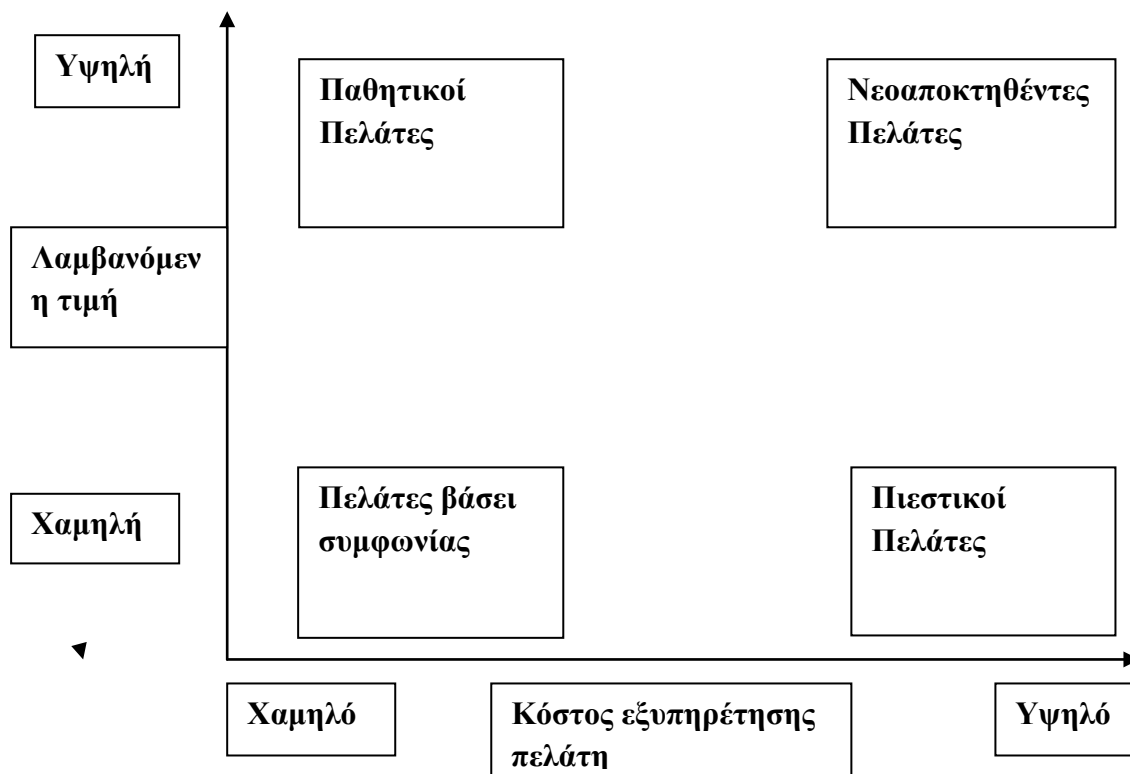 Υψηλή
Παθητικοί
Πελάτες
Νεοαποκτηθέντες
Πελάτες
Λαμβανόμεν
η τιμή
Χαμηλή
Πελάτες βάσει
συμφωνίας
Πιεστικοί
Πελάτες
Χαμηλό
Κόστος εξυπηρέτησης
πελάτη
Υψηλό